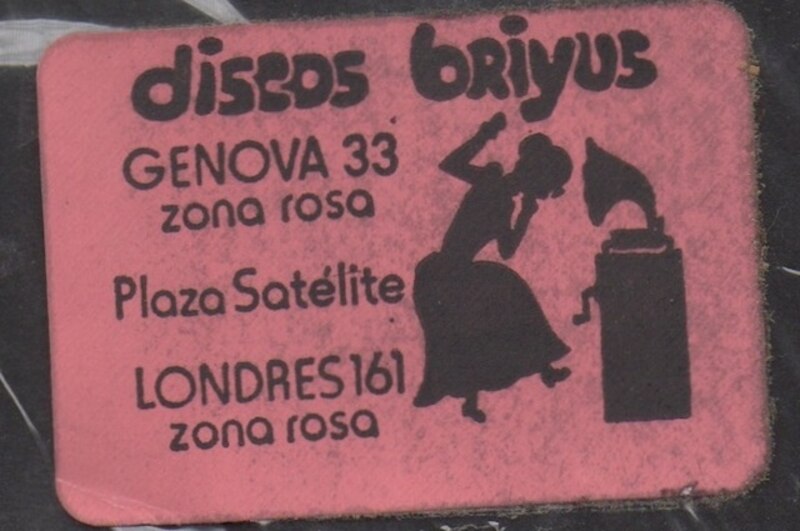 discos briyus
GENOVA 33
zona rosa
Plaza Satélite
LONDRES 161
zona rosa